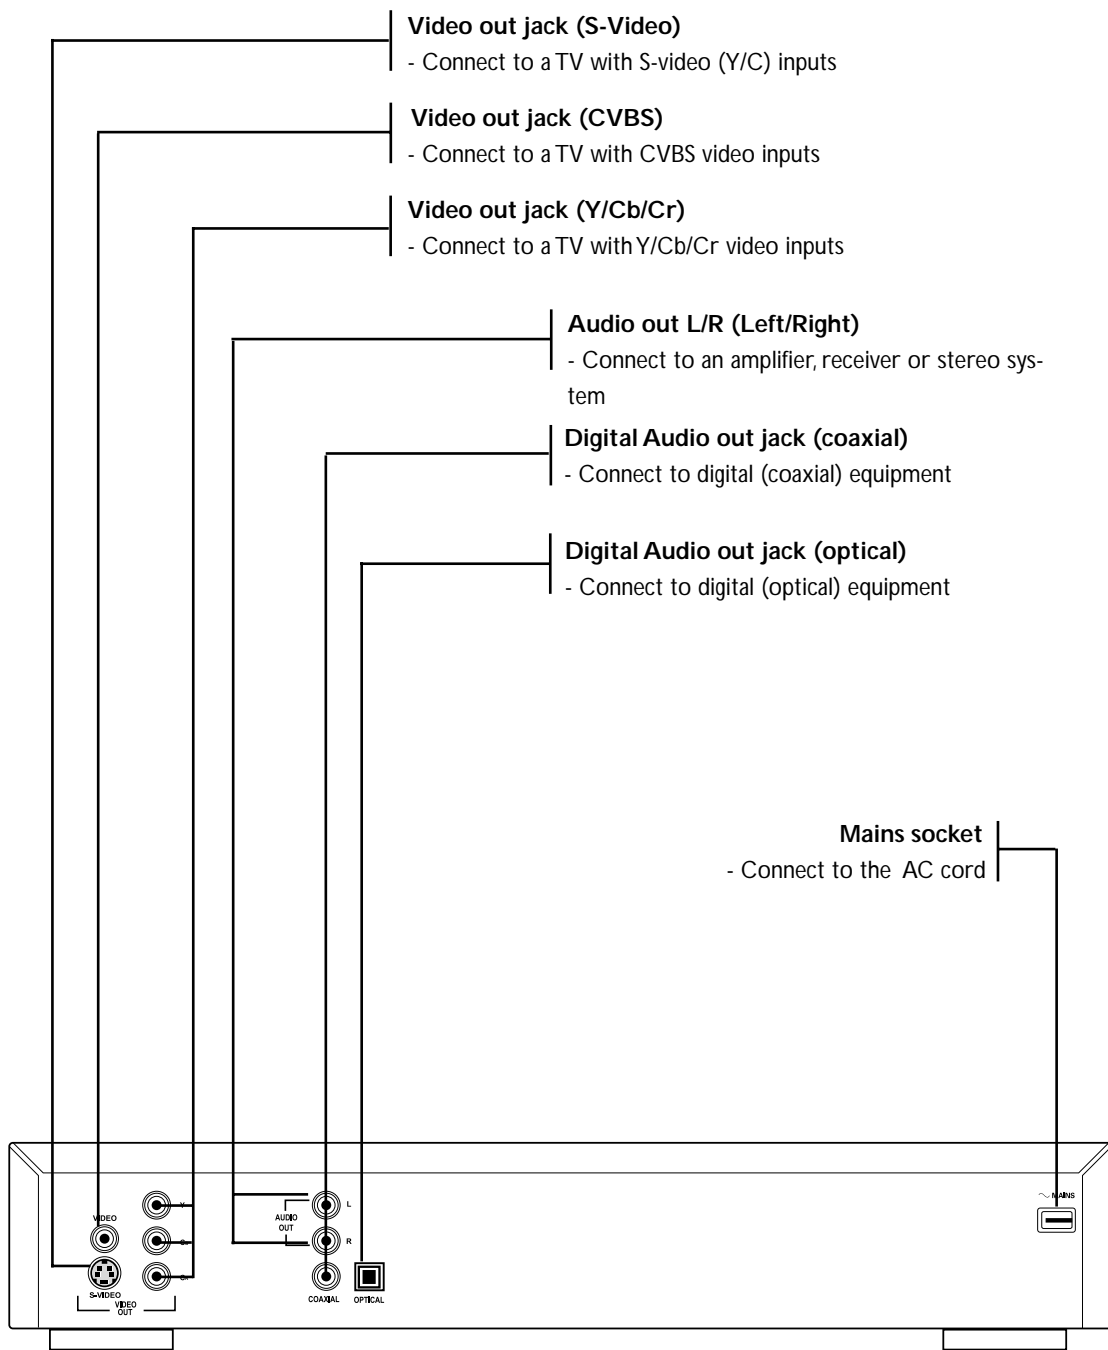 Video out jack (S-Video)
- Connect to a TV with S-video (Y/C) inputs
Video out jack (CVBS)
- Connect to a TV with CVBS video inputs
Video out jack (Y/Cb/Cr)
- Connect to a TV with Y/Cb/Cr video inputs
Audio out L/R (Left/Right)
- Connect to an amplifier, receiver or stereo sys-
tem
Digital Audio out jack (coaxial)
- Connect to digital (coaxial) equipment
Digital Audio out jack (optical)
- Connect to digital (optical) equipment
Mains socket
- Connect to the AC cord
MAINS
Y
L
VIDEO
AUDIO
OUT
R
S-VIDEO
VIDEO
OUT
COAXIAL
OPTICAL